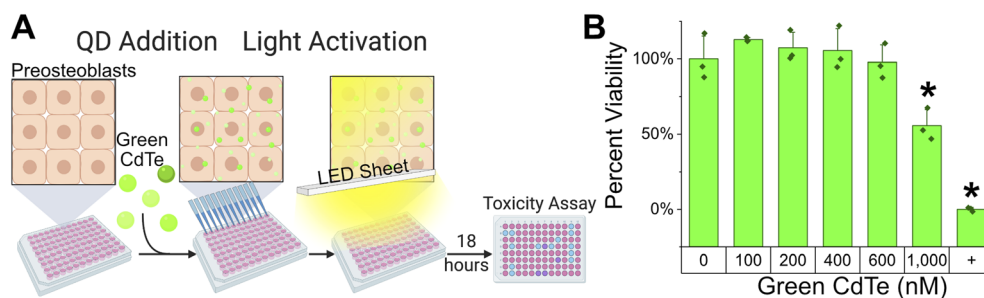 A
QD Addition
Light Activation
Preosteoblasts
Green
CdTe
LED Sheet
18
hours
Toxicity Assay
B
Percent Viability
100%
50%
0%
*
*
0
100
200
400
600
1,000
+
Green CdTe (nM)